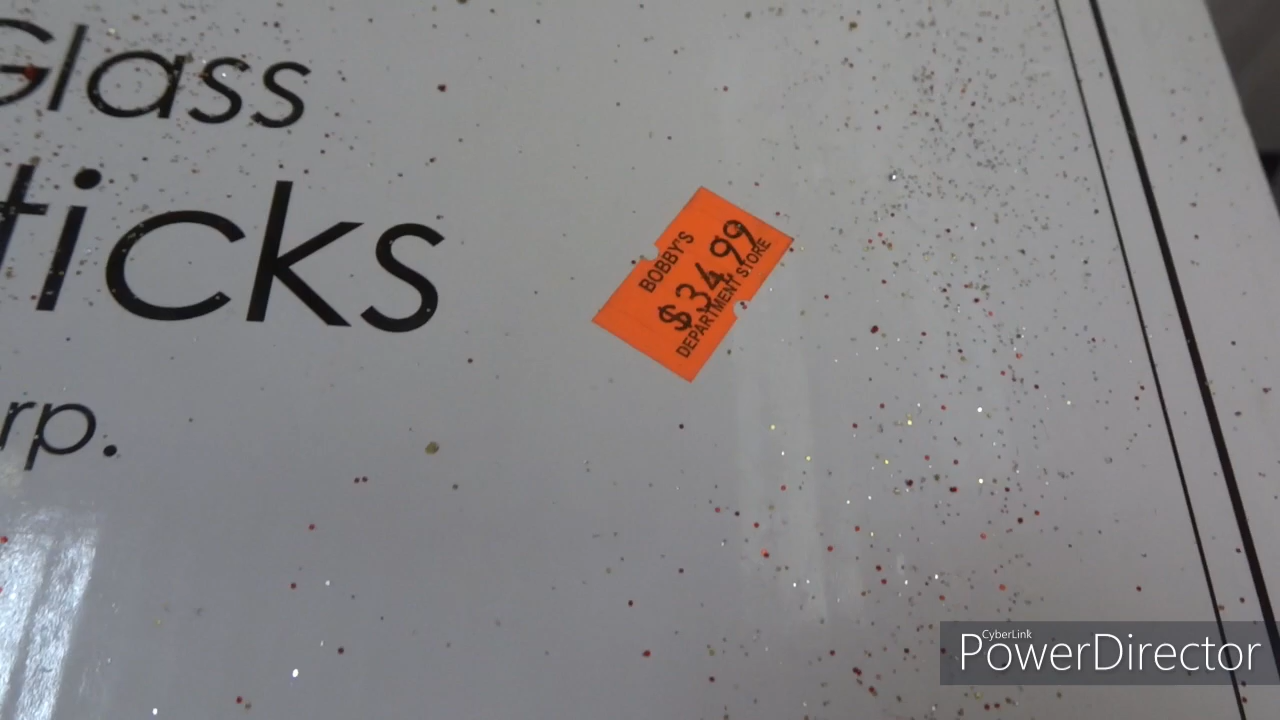 Glass
ticks
rp.
BOBBY'S
$34.99
DEPARTMENT STORE
CyberLink
PowerDirector